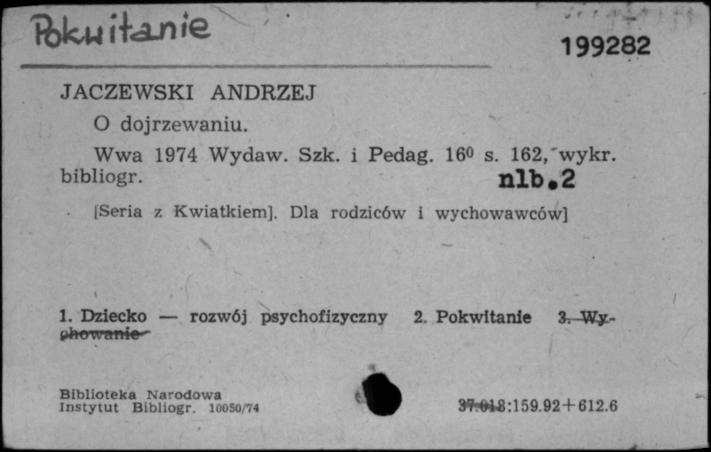 Pokwitanie
199282
JACZEWSKI ANDRZEJ
O dojrzewaniu.
Wwa 1974 Wydaw. Szk. i Pedag. 16⁰ s. 162, wykr.
bibliogr. nlb.2
[Seria z Kwiatkiem]. Dla rodziców i wychowawców]
1. Dziecko — rozwój psychofizyczny 2. Pokwitanie 3. Wy-
chowanie
Biblioteka Narodowa
Instytut Bibliogr. 10050/74 37.018:159.92+612.6